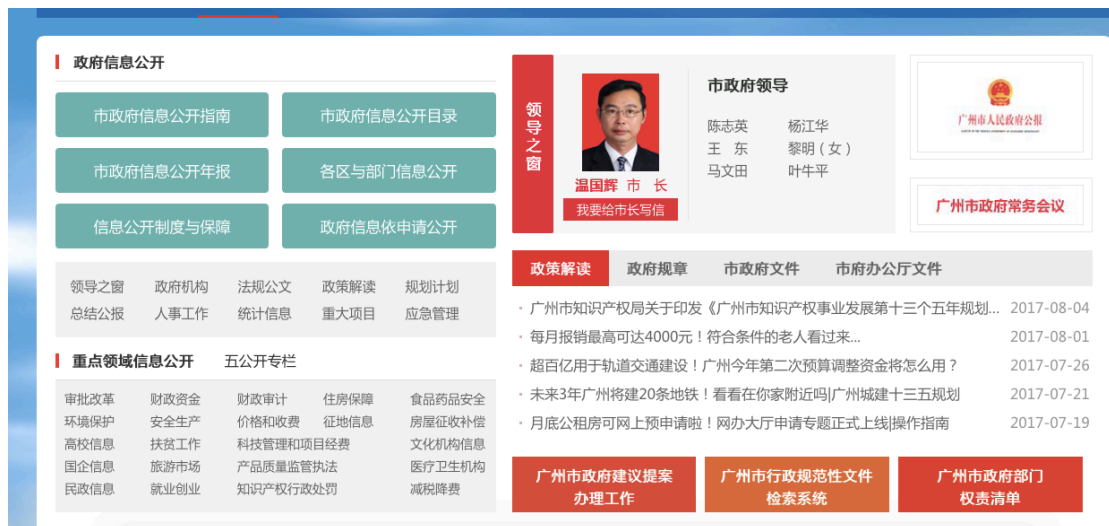 政府信息公开
市政府信息公开指南
市政府信息公开目录
市政府信息公开年报
各区与部门信息公开
信息公开制度与保障
政府信息依申请公开
领导之窗 政府机构 法规公文 政策解读 规划计划
总结公报 人事工作 统计信息 重大项目 应急管理
重点领域信息公开 五公开专栏
审批改革 财政资金 财政审计 住房保障 食品药品安全
环境保护 安全生产 价格和收费 征地信息 房屋征收补偿
高校信息 扶贫工作 科技管理和项目经费 文化机构信息
国企信息 旅游市场 产品质量监管执法 医疗卫生机构
民政信息 就业创业 知识产权行政处罚 减税降费
领导之窗
温国辉 市 长
我要给市长写信
市政府领导
陈志英 杨江华
王 东 黎明(女)
马文田 叶牛平
广州市人民政府公报
广州市政府常务会议
政策解读 政府规章 市政府文件 市府办公厅文件
· 广州市知识产权局关于印发《广州市知识产权事业发展第十三个五年规划... 2017-08-04
· 每月报销最高可达4000元！符合条件的老人看过来... 2017-08-01
· 超百亿用于轨道交通建设！广州今年第二次预算调整资金将怎么用？ 2017-07-26
· 未来3年广州将建20条地铁！看看在你家附近吗|广州城建十三五规划 2017-07-21
· 月底公租房可网上预申请啦！网办大厅申请专题正式上线|操作指南 2017-07-19
广州市政府建议提案
办理工作
广州市行政规范性文件
检索系统
广州市政府部门
权责清单